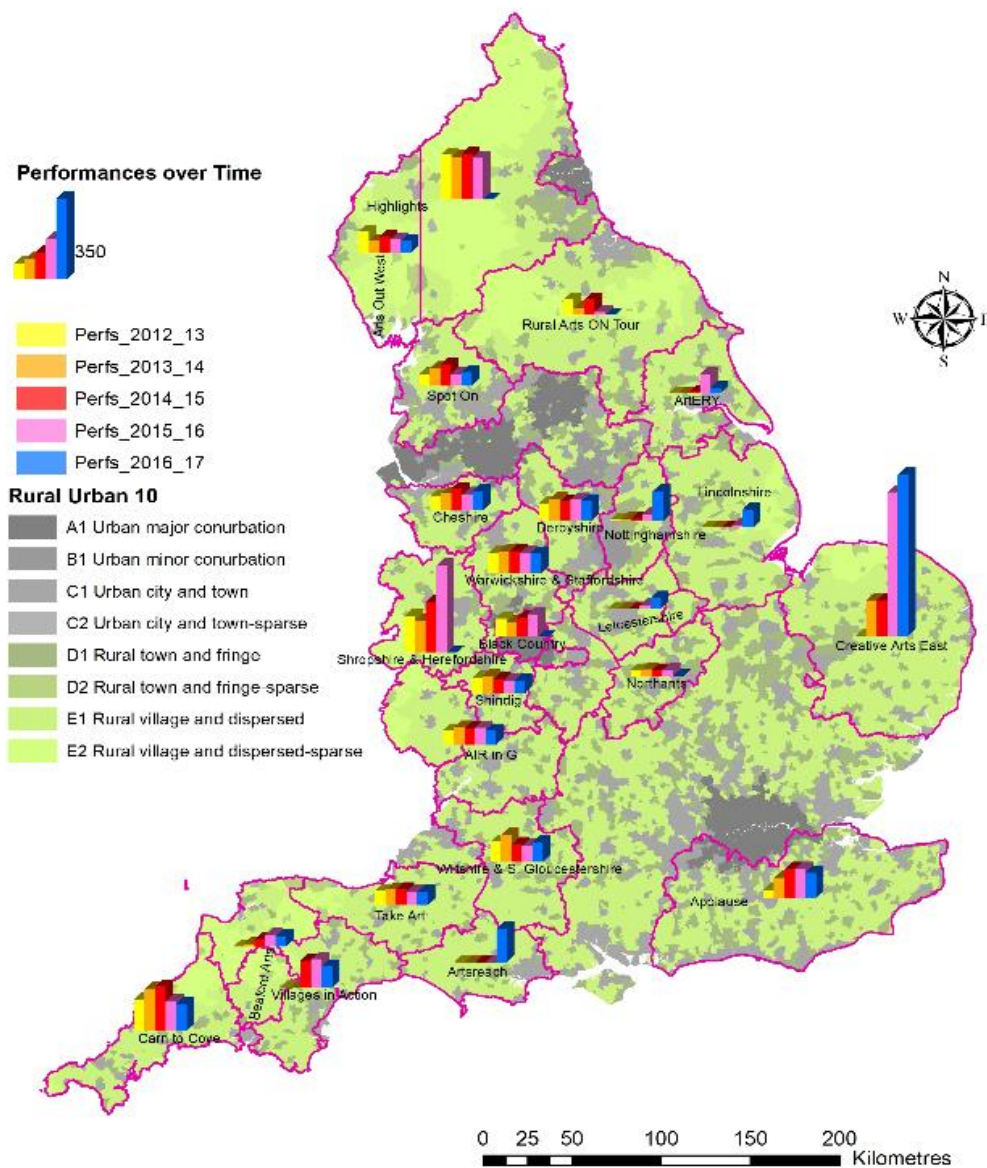 Performances over Time
350
Perfs_2012_13
Perfs_2013_14
Perfs_2014_15
Perfs_2015_16
Perfs_2016_17
Rural Urban 10
A1 Urban major conurbation
B1 Urban minor conurbation
C1 Urban city and town
C2 Urban city and town-sparse
D1 Rural town and fringe
D2 Rural town and fringe-sparse
E1 Rural village and dispersed
E2 Rural village and dispersed-sparse
Highlights
Arts Out West
Rural Arts ON Tour
Spot On
ArtERY
N
W
S
Cheshire
Derbyshire
Nottinghamshire
Lincolnshire
Warwickshire & Staffordshire
Leicestershire
Black Country
Shropshire & Herefordshire
Creative Arts East
Northants
Shindig
AIR in G
Wiltshire & S. Gloucestershire
Applause
Take Art
Artsreach
Beaford Arts
Villages in Action
Carn to Cove
0 25 50 100 150 200
Kilometres